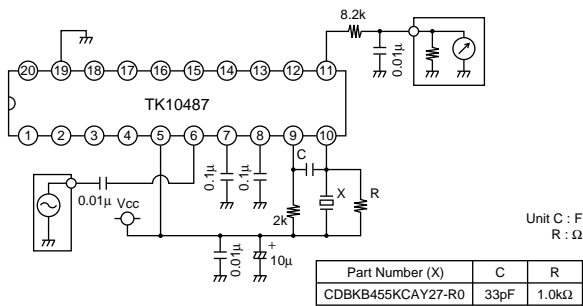 8.2k
0.01μ
20 19 18 17 16 15 14 13 12 11
TK10487
1 2 3 4 5 6 7 8 9 10
C
0.1μ
0.1μ
X
R
0.01μ
Vcc
2k
0.01μ
+
10μ
Unit C : F
R : Ω
Part Number (X) C R
CDBKB455KCAY27-R0 33pF 1.0kΩ